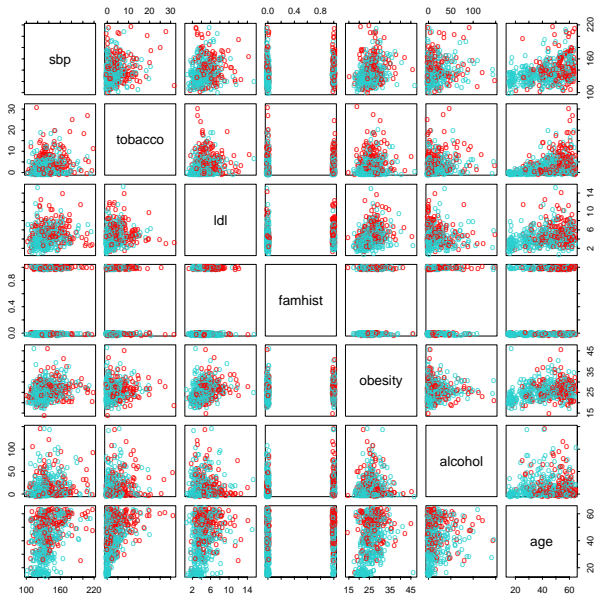 0 10 20 30
0.0 0.4 0.8
0 50 100
sbp
100 160 220
0 10 20 30
tobacco
ldl
2 6 10 14
0.0 0.4 0.8
famhist
obesity
15 25 35 45
0 50 100
alcohol
age
20 40 60
100 160 220
2 4 6 8 10 14
15 25 35 45
20 40 60